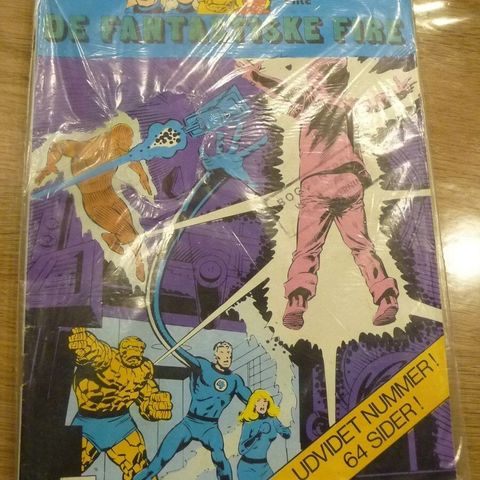 DE FANTASTISKE FIRE
UDVIDET NUMMER!
64 SIDER!